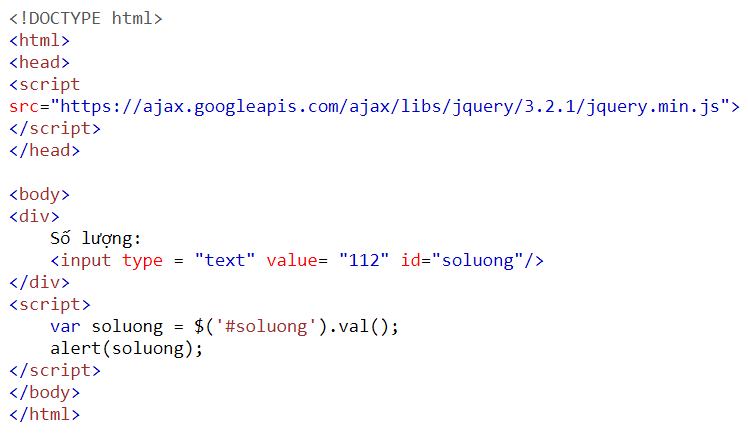 <!DOCTYPE html>
<html>
<head>
<script
src="https://ajax.googleapis.com/ajax/libs/jquery/3.2.1/jquery.min.js">
</script>
</head>

<body>
<div>
    Số lượng:
    <input type = "text" value= "112" id="soluong"/>
</div>
<script>
    var soluong = $('#soluong').val();
    alert(soluong);
</script>
</body>
</html>